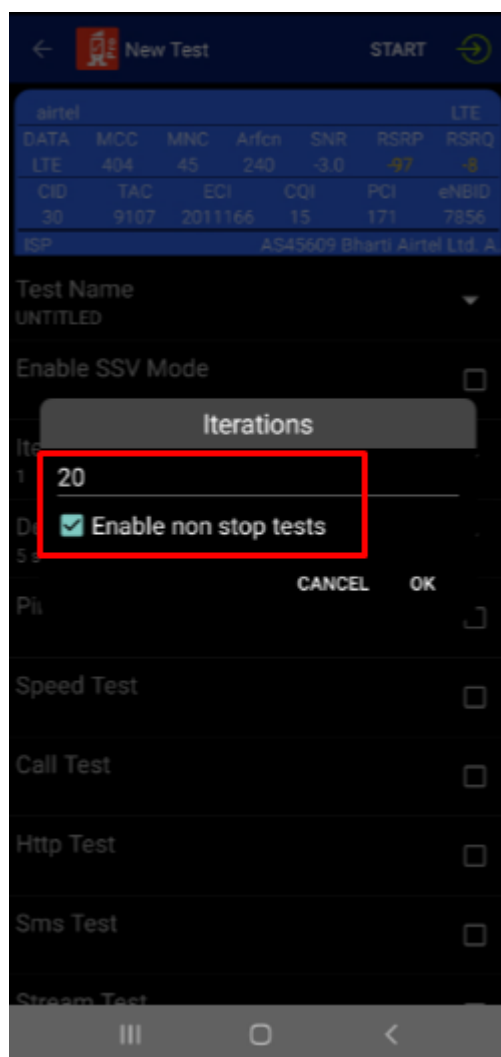 New Test START
airtel LTE
DATA MCC MNC Arfcn SNR RSRP RSRQ
LTE 404 45 240 -3.0 -97 -8
CID TAC ECI CQI PCI eNBID
30 9107 2011166 15 171 7856
ISP AS45609 Bharti Airtel Ltd. A
Test Name
UNTITLED
Enable SSV Mode
Iterations
1
20
Enable non stop tests
CANCEL OK
Speed Test
Call Test
Http Test
Sms Test
Stream Test